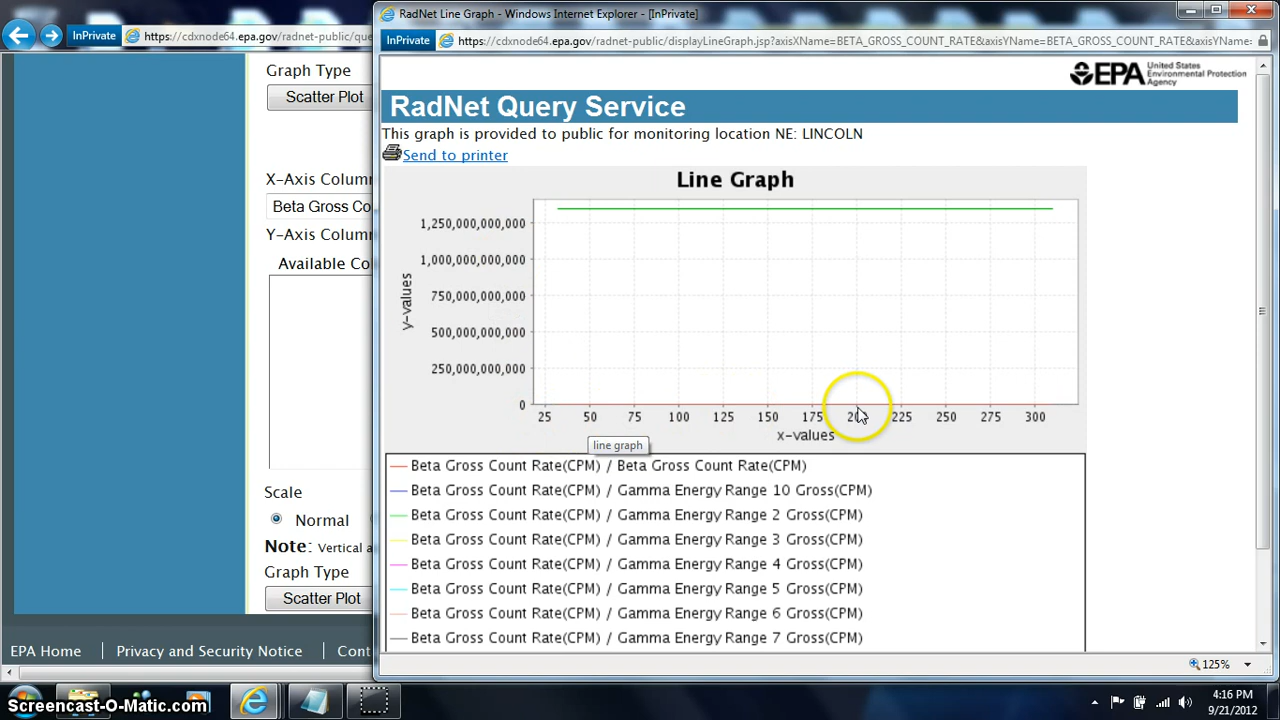 RadNet Line Graph - Windows Internet Explorer - [InPrivate]
InPrivate https://cdxnode64.epa.gov/radnet-public/que
InPrivate https://cdxnode64.epa.gov/radnet-public/displayLineGraph.jsp?axisXName=BETA_GROSS_COUNT_RATE&axisYName=BETA_GROSS_COUNT_RATE&axisYName:
Graph Type
Scatter Plot
X-Axis Colum
Beta Gross Co
Y-Axis Column
Available Co
Scale
Normal
Note: Vertical a
Graph Type
Scatter Plot
EPA Home
Privacy and Security Notice
Cont
EPA United States
Environmental Protection
Agency
RadNet Query Service
This graph is provided to public for monitoring location NE: LINCOLN
Send to printer
Line Graph
1,250,000,000,000
1,000,000,000,000
750,000,000,000
500,000,000,000
250,000,000,000
0
y-values
25 50 75 100 125 150 175 200 225 250 275 300
x-values
line graph
Beta Gross Count Rate(CPM) / Beta Gross Count Rate(CPM)
Beta Gross Count Rate(CPM) / Gamma Energy Range 10 Gross(CPM)
Beta Gross Count Rate(CPM) / Gamma Energy Range 2 Gross(CPM)
Beta Gross Count Rate(CPM) / Gamma Energy Range 3 Gross(CPM)
Beta Gross Count Rate(CPM) / Gamma Energy Range 4 Gross(CPM)
Beta Gross Count Rate(CPM) / Gamma Energy Range 5 Gross(CPM)
Beta Gross Count Rate(CPM) / Gamma Energy Range 6 Gross(CPM)
Beta Gross Count Rate(CPM) / Gamma Energy Range 7 Gross(CPM)
125%
Screencast-O-Matic.com
4:16 PM
9/21/2012